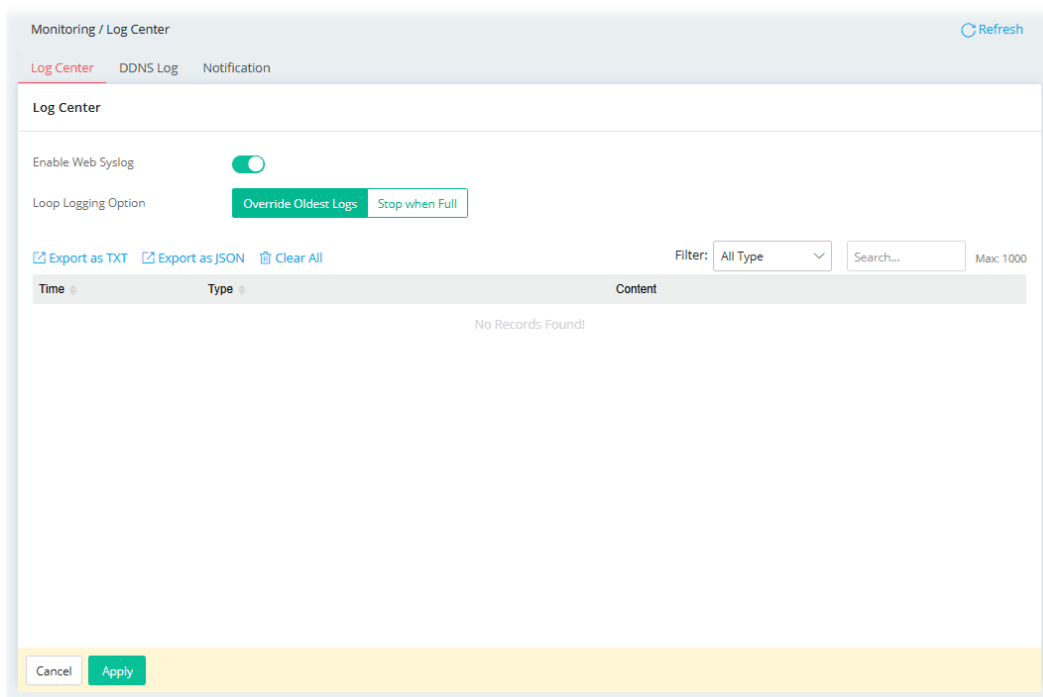 Monitoring / Log Center
Refresh
Log Center DDNS Log Notification
Log Center
Enable Web Syslog
Loop Logging Option Override Oldest Logs Stop when Full
Export as TXT Export as JSON Clear All Filter: All Type Search... Max: 1000
Time Type Content
No Records Found!
Cancel Apply